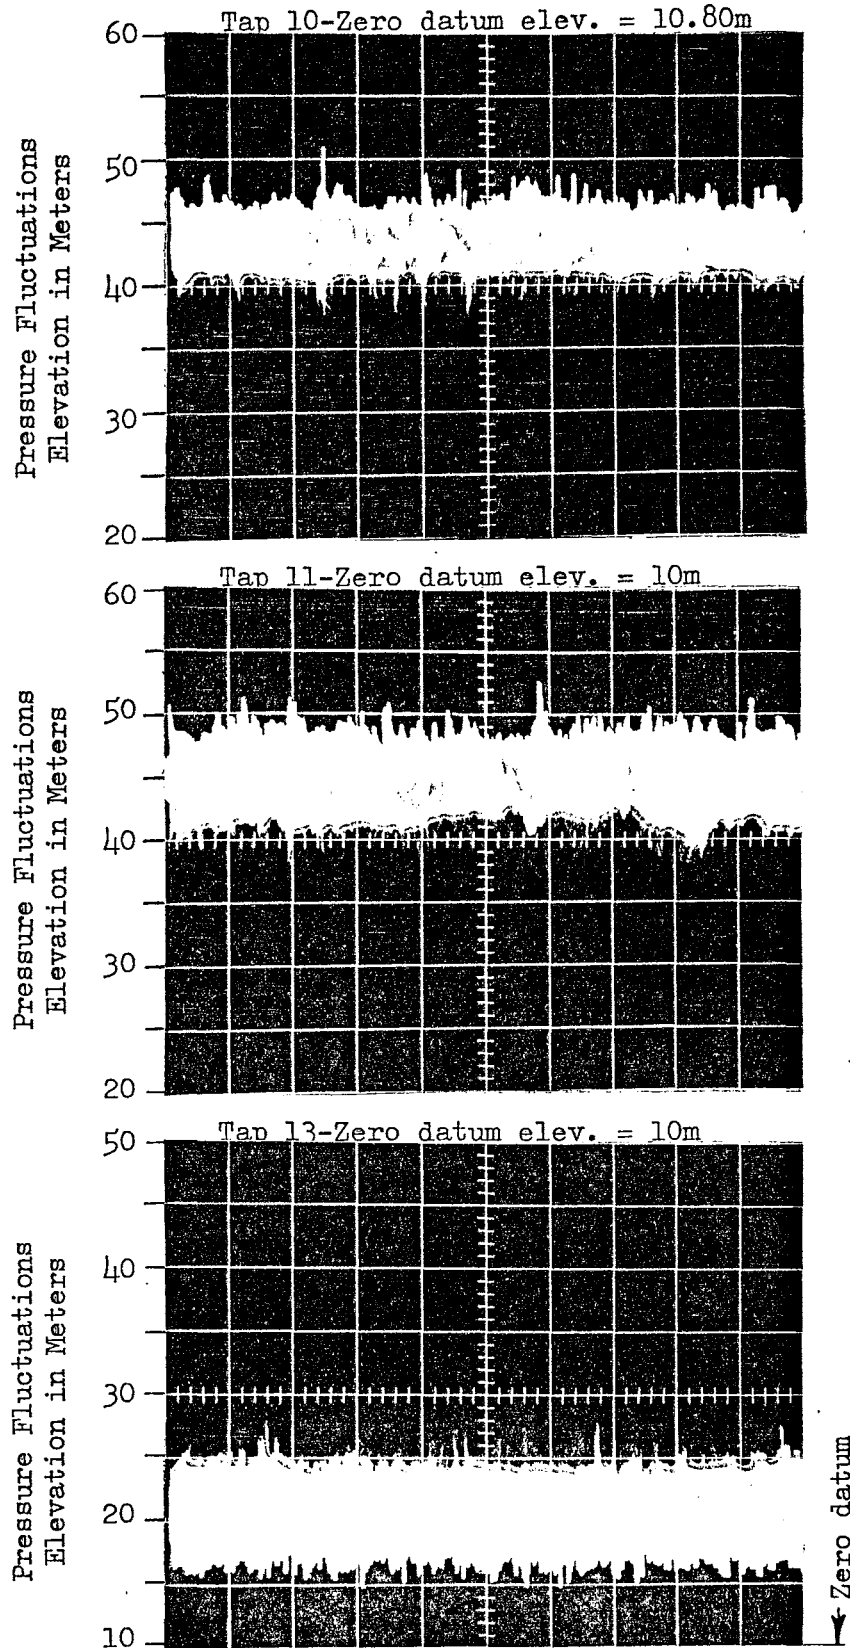 Tap 10-Zero datum elev. = 10.80m
60
50
40
30
20
Pressure Fluctuations
Elevation in Meters
Tap 11-Zero datum elev. = 10m
60
50
40
30
20
Pressure Fluctuations
Elevation in Meters
Tap 13-Zero datum elev. = 10m
50
40
30
20
10
Pressure Fluctuations
Elevation in Meters
Zero datum